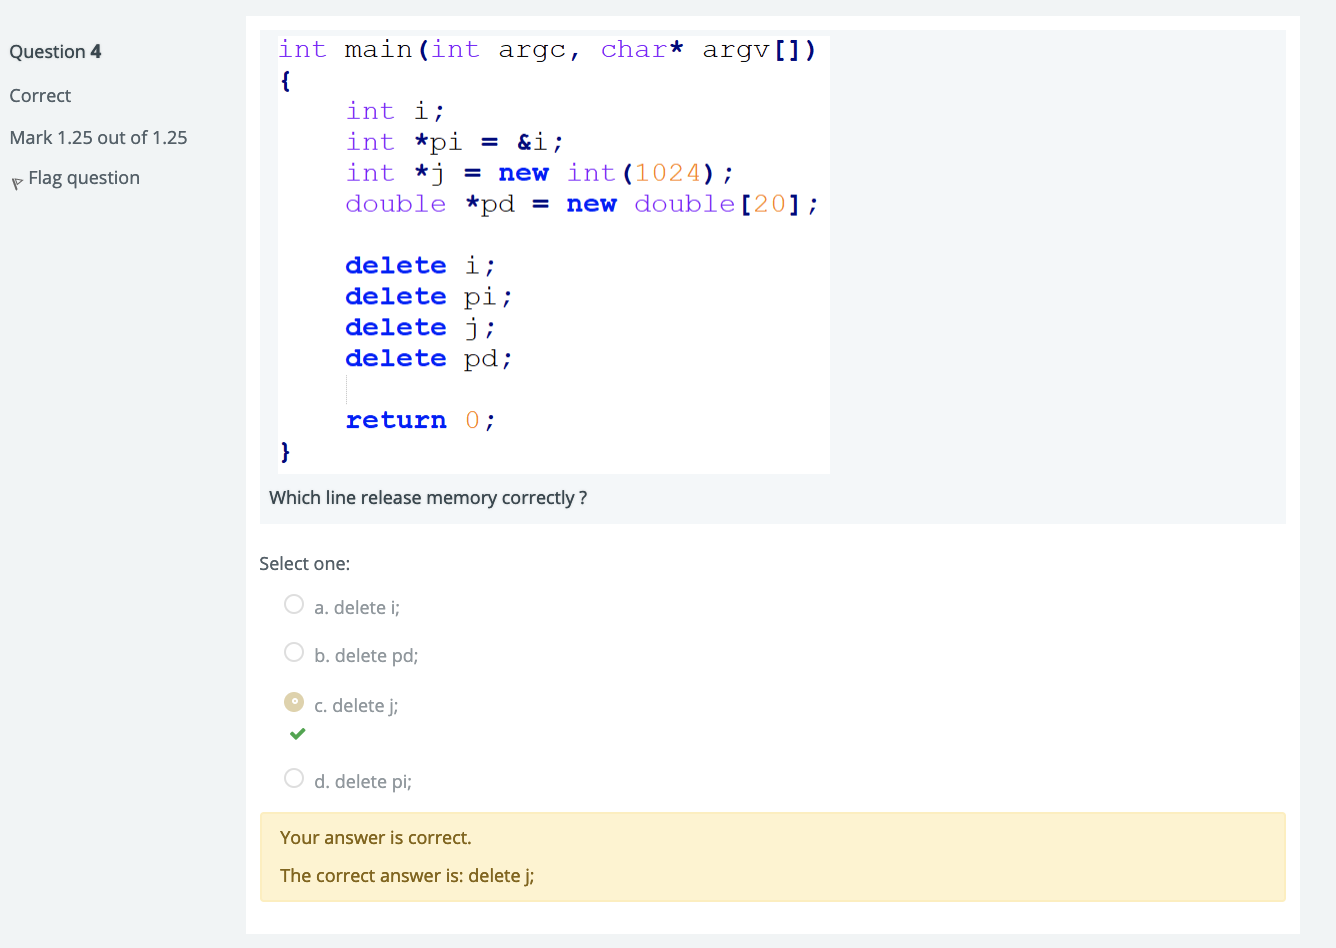 Question 4
Correct
Mark 1.25 out of 1.25
Flag question
int main(int argc, char* argv[])
{
int i;
int *pi = &i;
int *j = new int(1024);
double *pd = new double[20];
delete i;
delete pi;
delete j;
delete pd;
return 0;
}
Which line release memory correctly ?
Select one:
a. delete i;
b. delete pd;
c. delete j;
d. delete pi;
Your answer is correct.
The correct answer is: delete j;